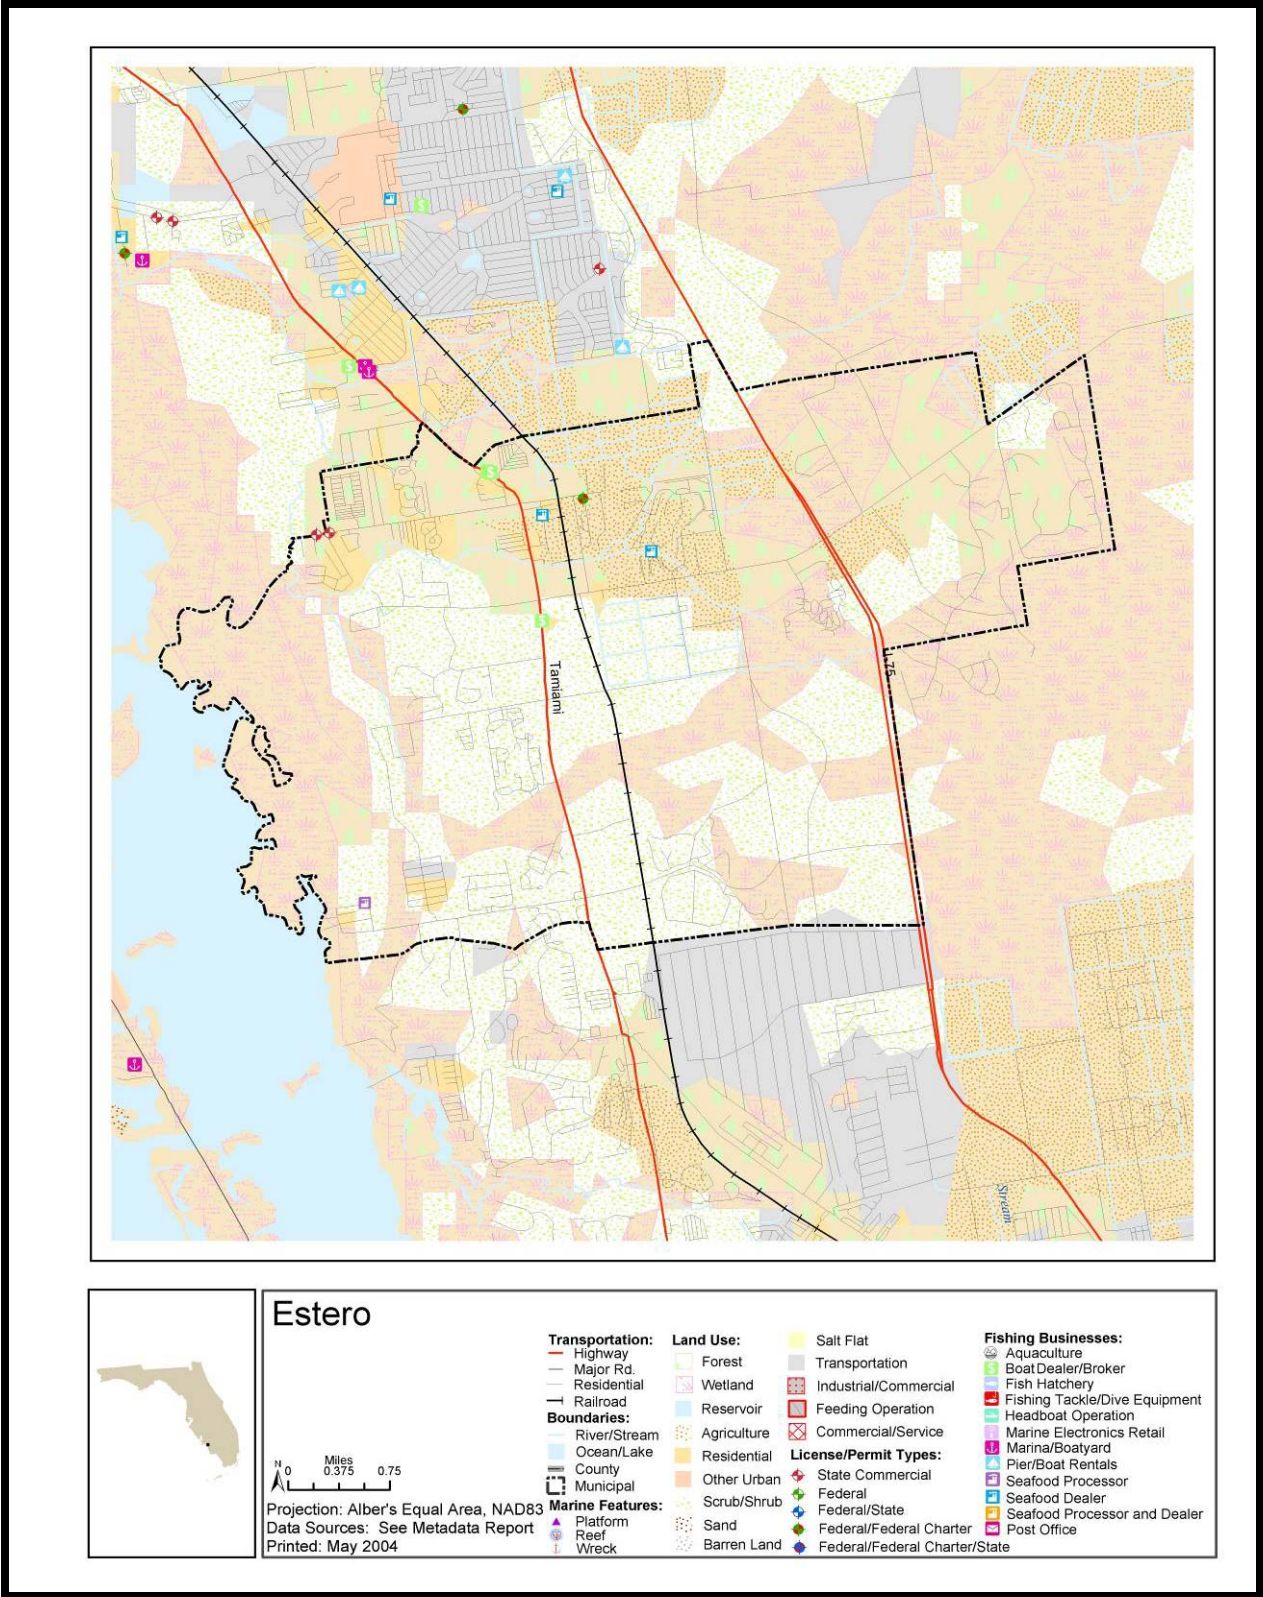 Tamiami
I-75
Stream
Estero
N
Miles
0 0.375 0.75
Projection: Alber's Equal Area, NAD83
Data Sources: See Metadata Report
Printed: May 2004
Transportation:
Highway
Major Rd.
Residential
Railroad
Boundaries:
River/Stream
Ocean/Lake
County
Municipal
Marine Features:
Platform
Reef
Wreck
Land Use:
Forest
Wetland
Reservoir
Agriculture
Residential
Other Urban
Scrub/Shrub
Sand
Barren Land
Salt Flat
Transportation
Industrial/Commercial
Feeding Operation
Commercial/Service
License/Permit Types:
State Commercial
Federal
Federal/State
Federal/Federal Charter
Federal/Federal Charter/State
Fishing Businesses:
Aquaculture
Boat Dealer/Broker
Fish Hatchery
Fishing Tackle/Dive Equipment
Headboat Operation
Marine Electronics Retail
Marina/Boatyard
Pier/Boat Rentals
Seafood Processor
Seafood Dealer
Seafood Processor and Dealer
Post Office